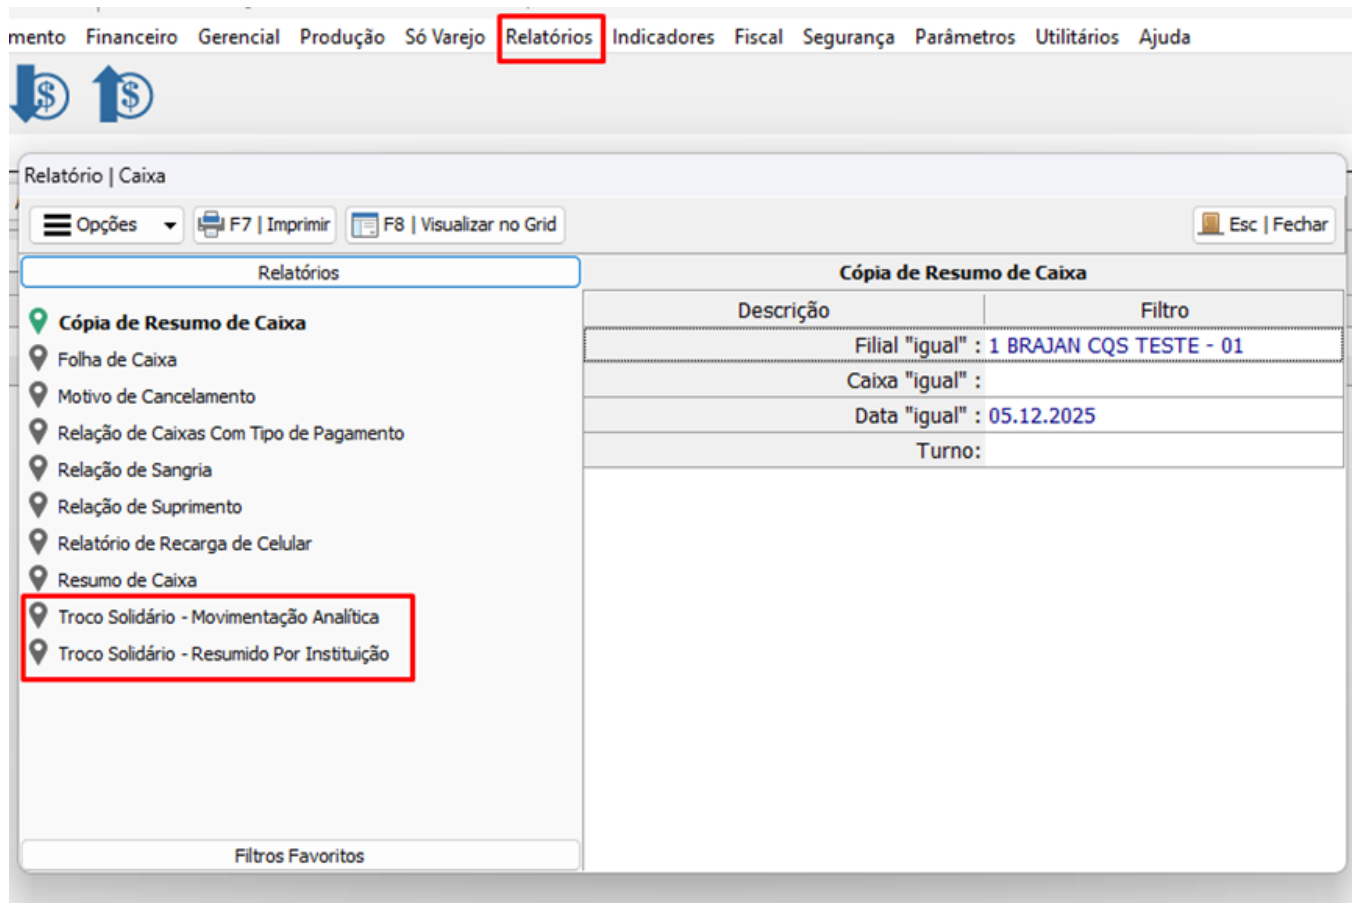 mento Financeiro Gerencial Produção Só Varejo Relatórios Indicadores Fiscal Segurança Parâmetros Utilitários Ajuda
Relatório | Caixa
Opções F7 | Imprimir F8 | Visualizar no Grid Esc | Fechar
Relatórios
Cópia de Resumo de Caixa
Folha de Caixa
Motivo de Cancelamento
Relação de Caixas Com Tipo de Pagamento
Relação de Sangria
Relação de Suprimento
Relatório de Recarga de Celular
Resumo de Caixa
Troco Solidário - Movimentação Analítica
Troco Solidário - Resumido Por Instituição
Filtros Favoritos
Cópia de Resumo de Caixa
Descrição Filtro
Filial "igual" : 1 BRAJAN CQS TESTE - 01
Caixa "igual" :
Data "igual" : 05.12.2025
Turno: